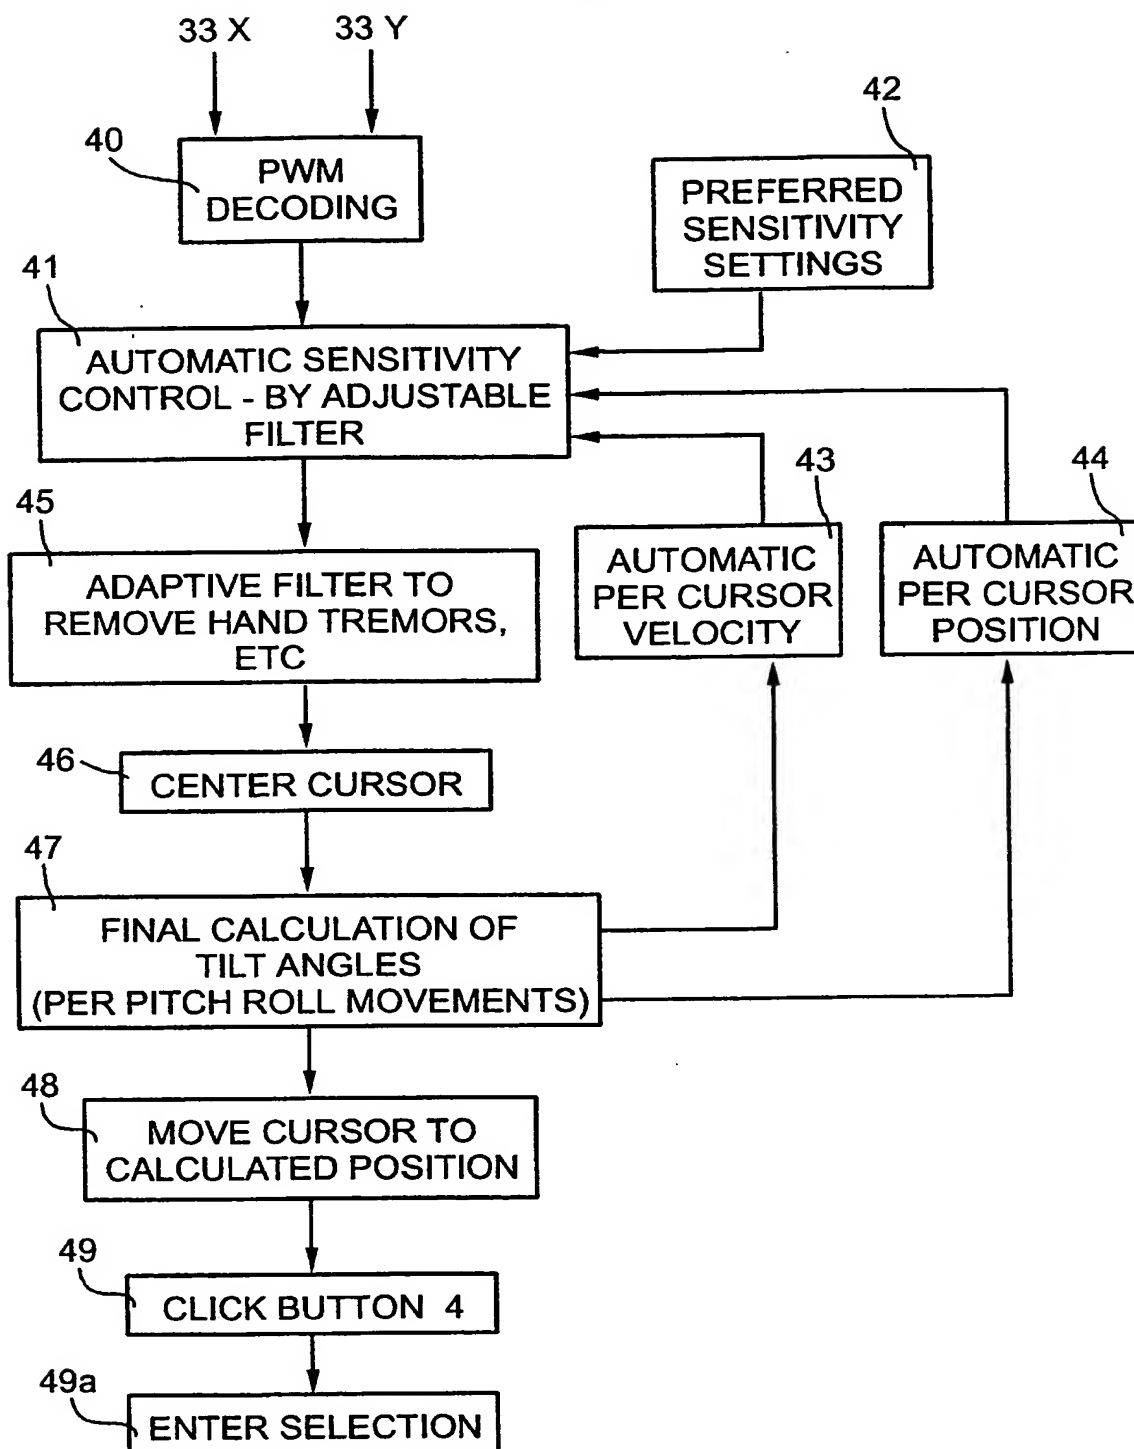 33 X
33 Y
40
PWM
DECODING
42
PREFERRED
SENSITIVITY
SETTINGS
41
AUTOMATIC SENSITIVITY
CONTROL - BY ADJUSTABLE
FILTER
43
AUTOMATIC
PER CURSOR
VELOCITY
44
AUTOMATIC
PER CURSOR
POSITION
45
ADAPTIVE FILTER TO
REMOVE HAND TREMORS,
ETC
46
CENTER CURSOR
47
FINAL CALCULATION OF
TILT ANGLES
(PER PITCH ROLL MOVEMENTS)
48
MOVE CURSOR TO
CALCULATED POSITION
49
CLICK BUTTON 4
49a
ENTER SELECTION